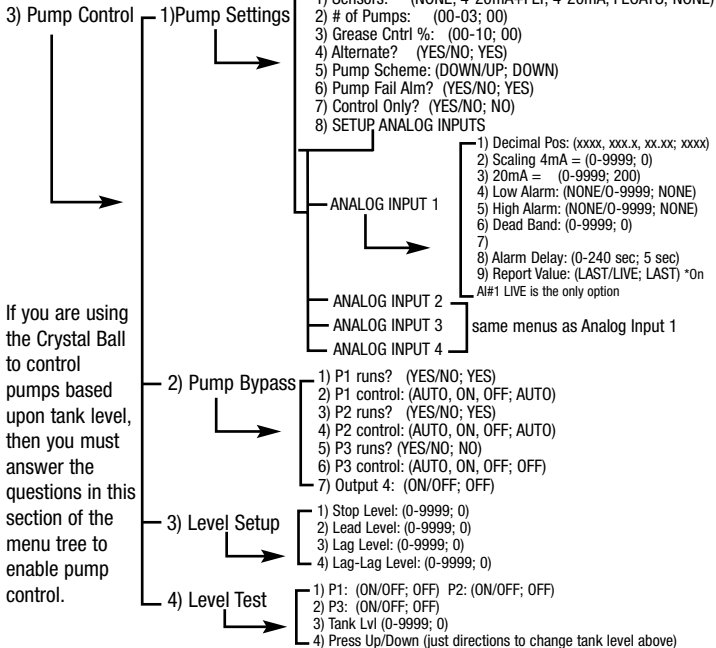 3) Pump Control
1)Pump Settings
1) Sensors: (NONE, 4-20mA+FLT, 4-20mA, FLOATS; NONE)
2) # of Pumps: (00-03; 00)
3) Grease Cntrl %: (00-10; 00)
4) Alternate? (YES/NO; YES)
5) Pump Scheme: (DOWN/UP; DOWN)
6) Pump Fail Alm? (YES/NO; YES)
7) Control Only? (YES/NO; NO)
8) SETUP ANALOG INPUTS
ANALOG INPUT 1
1) Decimal Pos: (xxxx, xxx.x, xx.xx; xxxx)
2) Scaling 4mA = (0-9999; 0)
3) 20mA = (0-9999; 200)
4) Low Alarm: (NONE/0-9999; NONE)
5) High Alarm: (NONE/0-9999; NONE)
6) Dead Band: (0-9999; 0)
7)
8) Alarm Delay: (0-240 sec; 5 sec)
9) Report Value: (LAST/LIVE; LAST) *On
AI#1 LIVE is the only option
ANALOG INPUT 2
ANALOG INPUT 3
ANALOG INPUT 4
same menus as Analog Input 1
If you are using
the Crystal Ball
to control
pumps based
upon tank level,
then you must
answer the
questions in this
section of the
menu tree to
enable pump
control.
2) Pump Bypass
1) P1 runs? (YES/NO; YES)
2) P1 control: (AUTO, ON, OFF; AUTO)
3) P2 runs? (YES/NO; YES)
4) P2 control: (AUTO, ON, OFF; AUTO)
5) P3 runs? (YES/NO; NO)
6) P3 control: (AUTO, ON, OFF; OFF)
7) Output 4: (ON/OFF; OFF)
3) Level Setup
1) Stop Level: (0-9999; 0)
2) Lead Level: (0-9999; 0)
3) Lag Level: (0-9999; 0)
4) Lag-Lag Level: (0-9999; 0)
4) Level Test
1) P1: (ON/OFF; OFF) P2: (ON/OFF; OFF)
2) P3: (ON/OFF; OFF)
3) Tank Lvl (0-9999; 0)
4) Press Up/Down (just directions to change tank level above)